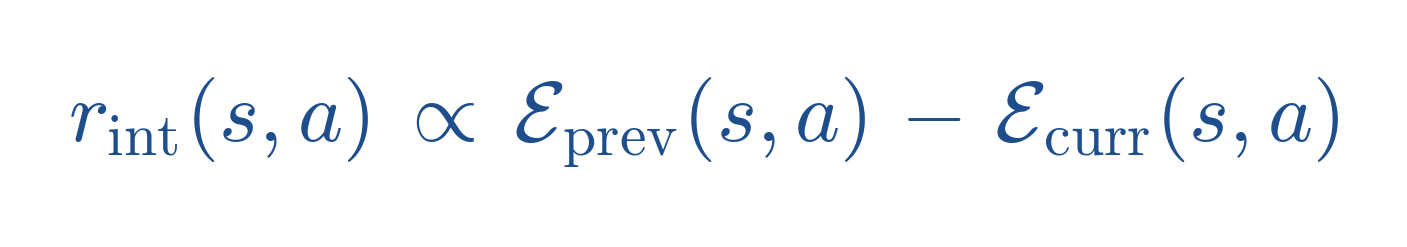 r_int(s, a) ∝ ℰ_prev(s, a) − ℰ_curr(s, a)